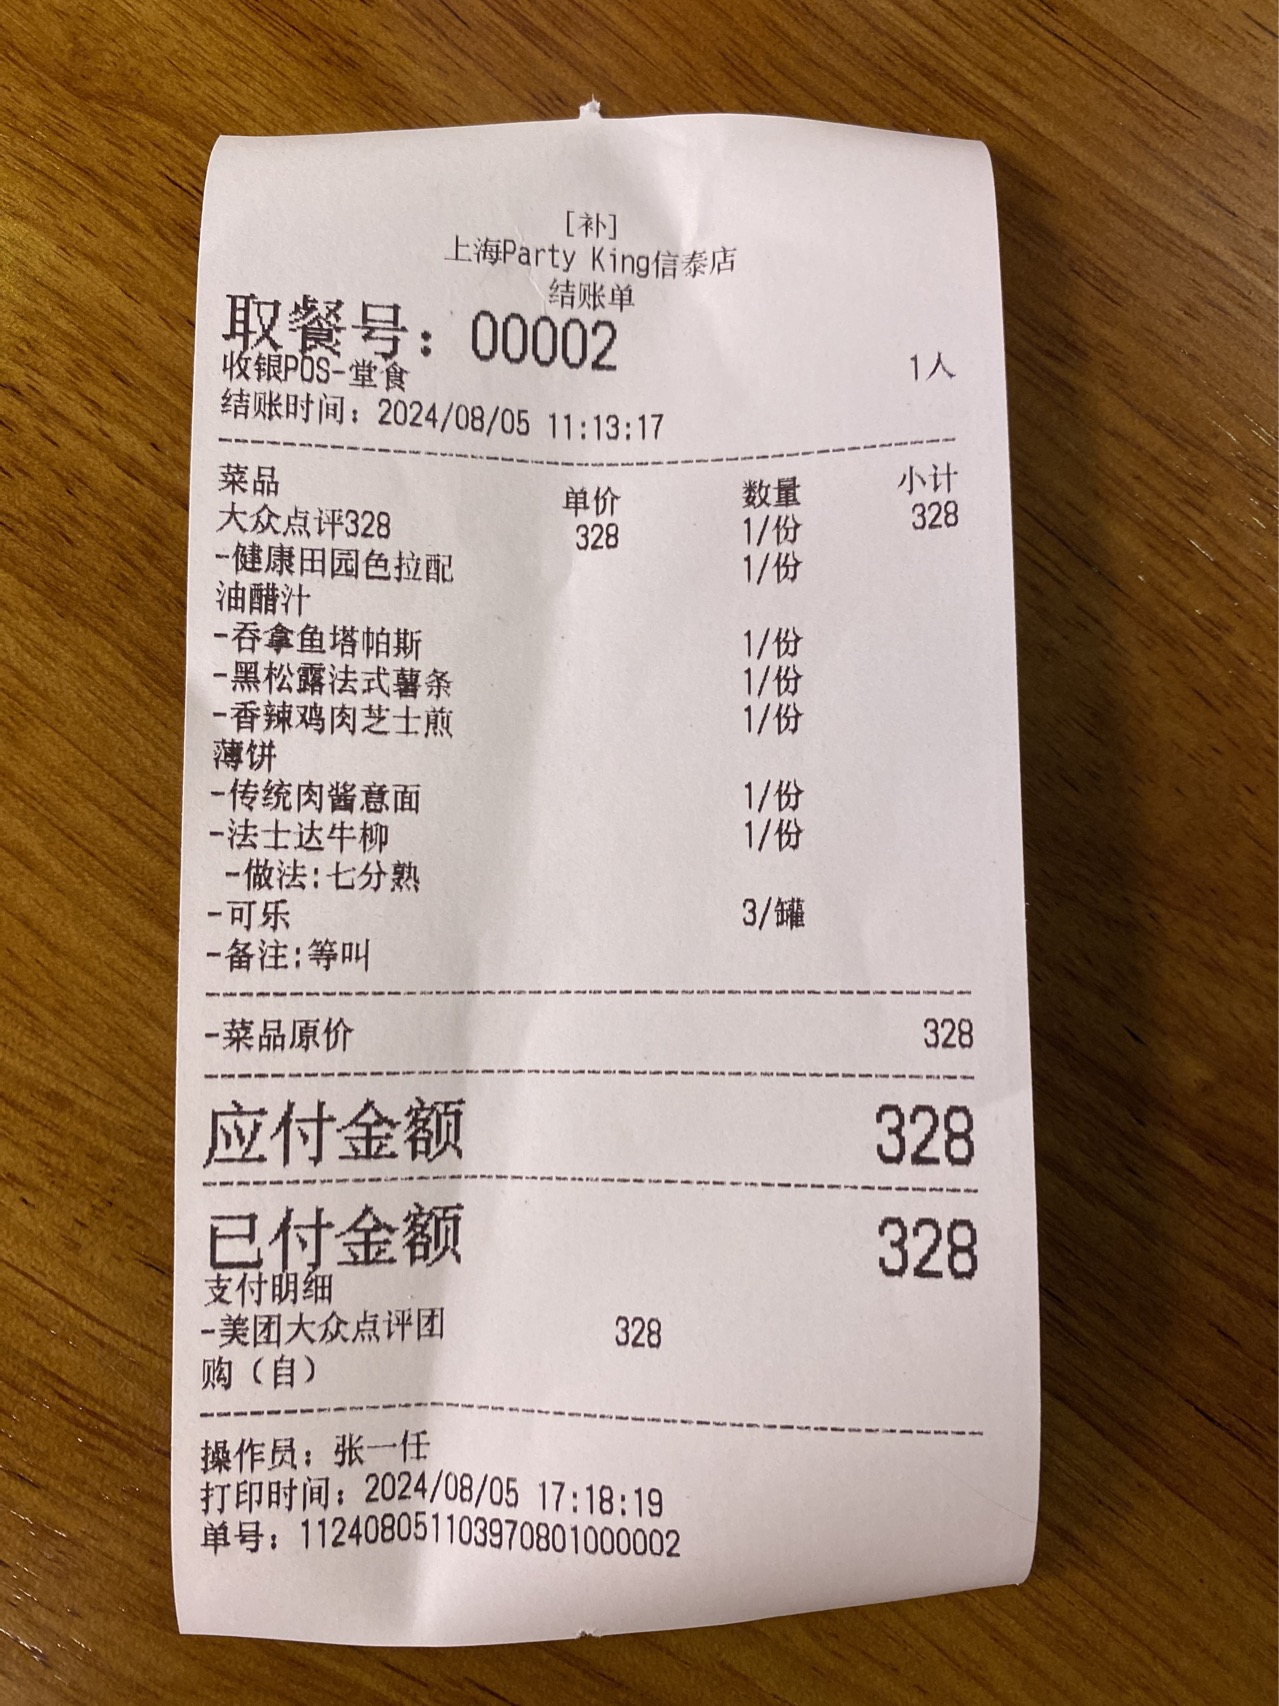 [补]
上海Party King信泰店
结账单
取餐号：00002
收银POS-堂食 1人
结账时间：2024/08/05 11:13:17
菜品 单价 数量 小计
大众点评328 328 1/份 328
-健康田园色拉配 1/份
油醋汁
-吞拿鱼塔帕斯 1/份
-黑松露法式薯条 1/份
-香辣鸡肉芝士煎 1/份
薄饼
-传统肉酱意面 1/份
-法士达牛柳 1/份
-做法:七分熟
-可乐 3/罐
-备注:等叫
-菜品原价 328
应付金额 328
已付金额 328
支付明细
-美团大众点评团 328
购（自）
操作员：张一任
打印时间：2024/08/05 17:18:19
单号：112408051103970801000002